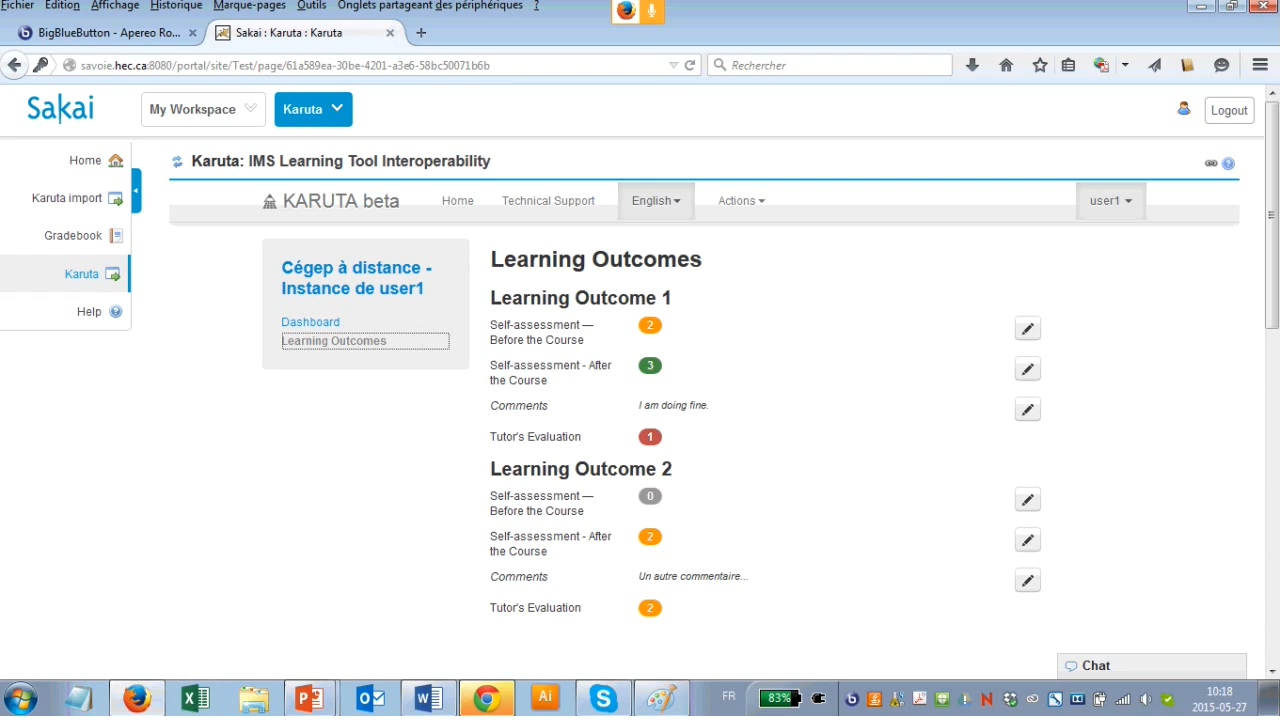 Fichier Edition Affichage Historique Marque-pages Outils Onglets partageant des périphériques ?
BigBlueButton - Apereo Ro... × Sakai : Karuta : Karuta × +
savoie.hec.ca:8080/portal/site/Test/page/61a589ea-30be-4201-a3e6-58bc50071b6b
Rechercher
Sakai
My Workspace
Karuta
Logout
Home
Karuta import
Gradebook
Karuta
Help
Karuta: IMS Learning Tool Interoperability
KARUTA beta
Home
Technical Support
English
Actions
user1
Cégep à distance -
Instance de user1
Dashboard
Learning Outcomes
Learning Outcomes
Learning Outcome 1
Self-assessment — 2
Before the Course
Self-assessment - After 3
the Course
Comments I am doing fine.
Tutor's Evaluation 1
Learning Outcome 2
Self-assessment — 0
Before the Course
Self-assessment - After 2
the Course
Comments Un autre commentaire...
Tutor's Evaluation 2
Chat
Ai
FR
83%
10:18
2015-05-27